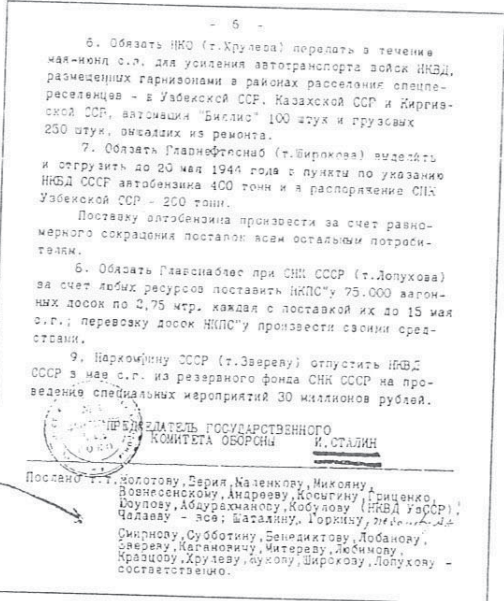 - 5 -
6. Обязать НКО (т.Хрулева) передать в течение
мая-июня с.г. для усиления автотранспорта войск НКВД,
размещенных гарнизонами в районах расселения спецпе-
реселенцев - в Узбекской ССР, Казахской ССР и Киргиз-
ской ССР, автомашин "Виллис" 100 штук и грузовых
250 штук, вышедших из ремонта.
7. Обязать Главнефтеснаб (т.Широкова) выделить
и отгрузить до 20 мая 1944 года в пункты по указанию
НКВД СССР автобензина 400 тонн и в распоряжение СНК
Узбекской ССР - 200 тонн.
Поставку автобензина произвести за счет равно-
мерного сокращения поставок всем остальным потреби-
телям.
8. Обязать Главснаблес при СНК СССР (т.Лопухова)
за счет любых ресурсов поставить НКПС"у 75.000 вагон-
ных досок по 2,75 мтр. каждая с поставкой их до 15 мая
с.г.; перевозку досок НКПС"у произвести своими сред-
ствами.
9. Наркомфину СССР (т.Звереву) отпустить НКВД
СССР в мае с.г. из резервного фонда СНК СССР на про-
ведение специальных мероприятий 30 миллионов рублей.
ПРЕДСЕДАТЕЛЬ ГОСУДАРСТВЕННОГО
КОМИТЕТА ОБОРОНЫ И.СТАЛИН
Послано т.т.Молотову,Берия,Маленкову,Микояну,
Вознесенскому,Андрееву,Косыгину,Гриценко,
Юсупову,Абдурахманову,Кобулову (НКВД УзССР),
Чадаеву - все; Шаталину, Горкину,
Смирнову,Субботину,Бенедиктову,Лобанову,
Звереву,Кагановичу,Митереву,Любимову,
Кравцову,Хрулеву,Жукову,Широкову,Лопухову -
соответственно.